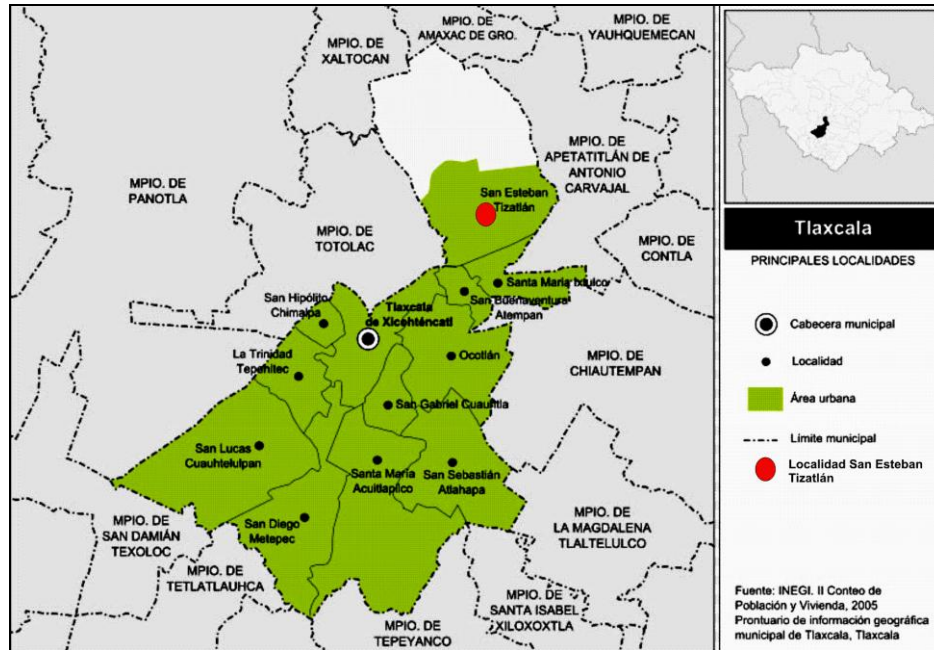 MPIO. DE
XALTOCAN
MPIO. DE
AMAXAC DE GRO.
MPIO. DE
YAUHQUEMECAN
MPIO. DE
PANOTLA
MPIO. DE
APETATITLÁN DE
ANTONIO
CARVAJAL
San Esteban
Tizatlán
MPIO. DE
TOTOLAC
MPIO. DE
CONTLA
Santa María Ixtulco
San Buenaventura
Atempan
San Hipólito
Chimalpa
Tlaxcala
de Xicohténcatl
La Trinidad
Tepehitec
Ocotlán
MPIO. DE
CHIAUTEMPAN
San Gabriel Cuauhtla
San Lucas
Cuauhtelulpan
Santa María
Acuitlapilco
San Sebastián
Atlahapa
San Diego
Metepec
MPIO. DE
SAN DAMIÁN
TEXOLOC
MPIO. DE
TETLATLAUHCA
MPIO. DE
LA MAGDALENA
TLALTELULCO
MPIO. DE
SANTA ISABEL
XILOXOXTLA
MPIO. DE
TEPEYANCO
Tlaxcala
PRINCIPALES LOCALIDADES
Cabecera municipal
Localidad
Área urbana
Límite municipal
Localidad San Esteban
Tizatlán
Fuente: INEGI. II Conteo de
Población y Vivienda, 2005
Prontuario de información geográfica
municipal de Tlaxcala, Tlaxcala